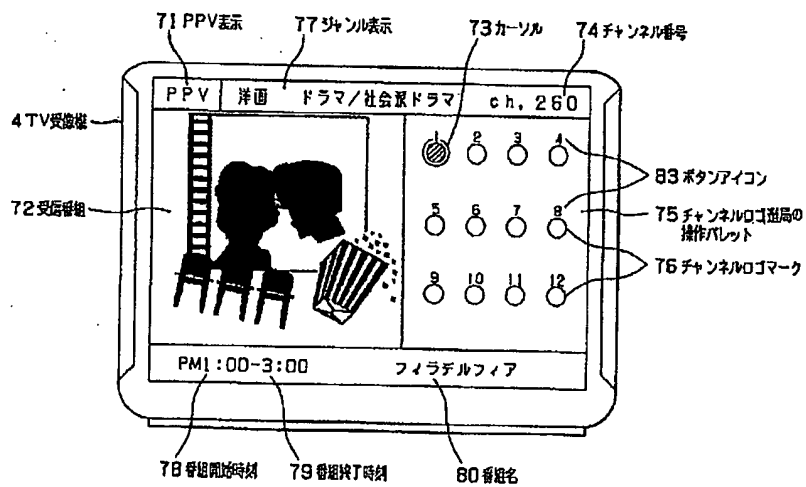 71 PPV表示
77 ジャンル表示
73 カーソル
74 チャンネル番号
PPV 洋画 ドラマ/社会派ドラマ ch, 260
4 TV受像機
1 2 3 4
83 ボタンアイコン
72 受信番組
5 6 7 8
75 チャンネルロゴ選局の
操作パレット
76 チャンネルロゴマーク
9 10 11 12
PM1:00-3:00 フィラデルフィア
78 番組開始時刻
79 番組終了時刻
80 番組名